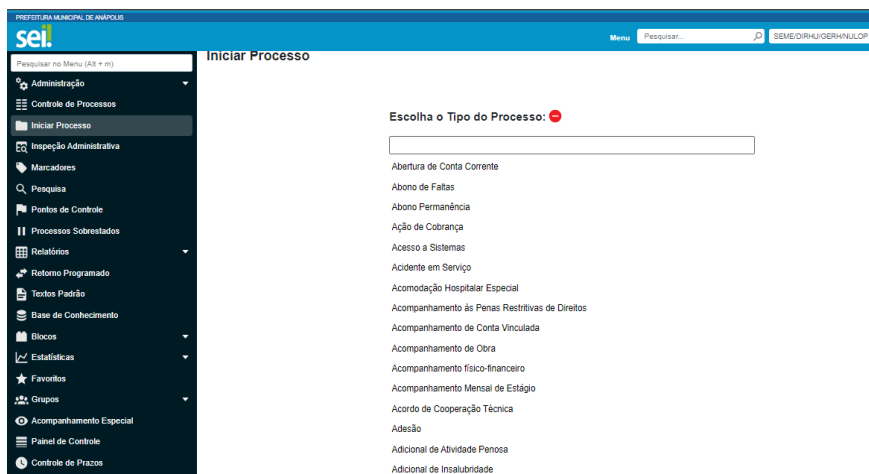 PREFEITURA MUNICIPAL DE ANÁPOLIS
sei!
Menu
Pesquisar...
SEME/DIRHU/GERH/NULOP
Pesquisar no Menu (Alt + m)
Administração
Controle de Processos
Iniciar Processo
Inspeção Administrativa
Marcadores
Pesquisa
Pontos de Controle
Processos Sobrestados
Relatórios
Retorno Programado
Textos Padrão
Base de Conhecimento
Blocos
Estatísticas
Favoritos
Grupos
Acompanhamento Especial
Painel de Controle
Controle de Prazos
Iniciar Processo
Escolha o Tipo do Processo:
Abertura de Conta Corrente
Abono de Faltas
Abono Permanência
Ação de Cobrança
Acesso a Sistemas
Acidente em Serviço
Acomodação Hospitalar Especial
Acompanhamento às Penas Restritivas de Direitos
Acompanhamento de Conta Vinculada
Acompanhamento de Obra
Acompanhamento físico-financeiro
Acompanhamento Mensal de Estágio
Acordo de Cooperação Técnica
Adesão
Adicional de Atividade Penosa
Adicional de Insalubridade